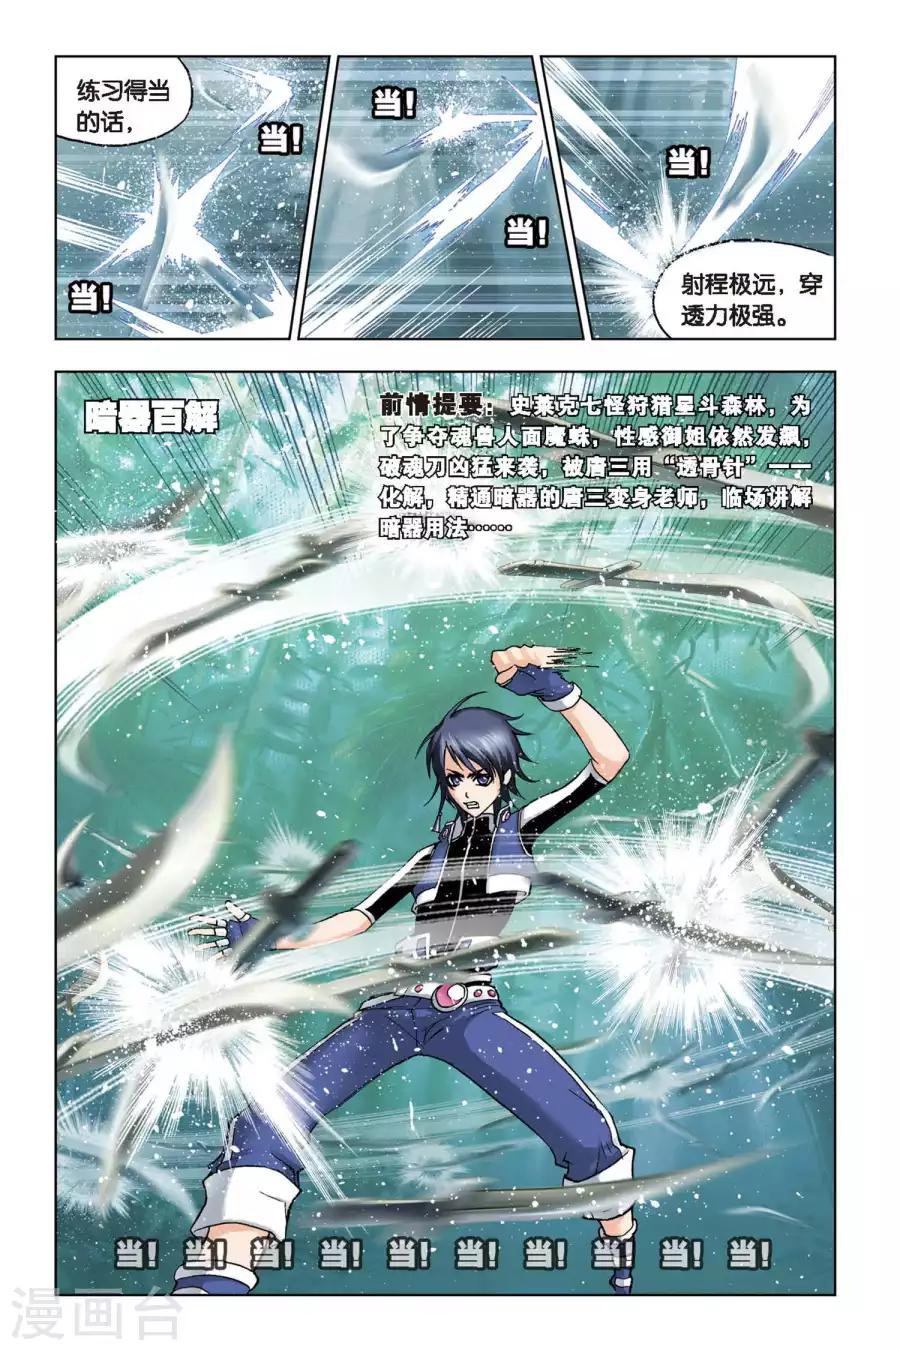 练习得当
的话，
当！
当！
当！
当！
当！
射程极远，穿
透力极强。
暗器百解
前情提要：史莱克七怪狩猎星斗森林，为
了争夺魂兽人面魔蛛，性感御姐依然发飙，
破魂刀凶猛来袭，被唐三用“透骨针”一一
化解，精通暗器的唐三变身老师，临场讲解
暗器用法……
当！当！当！当！当！当！当！当！当！当！
漫画台